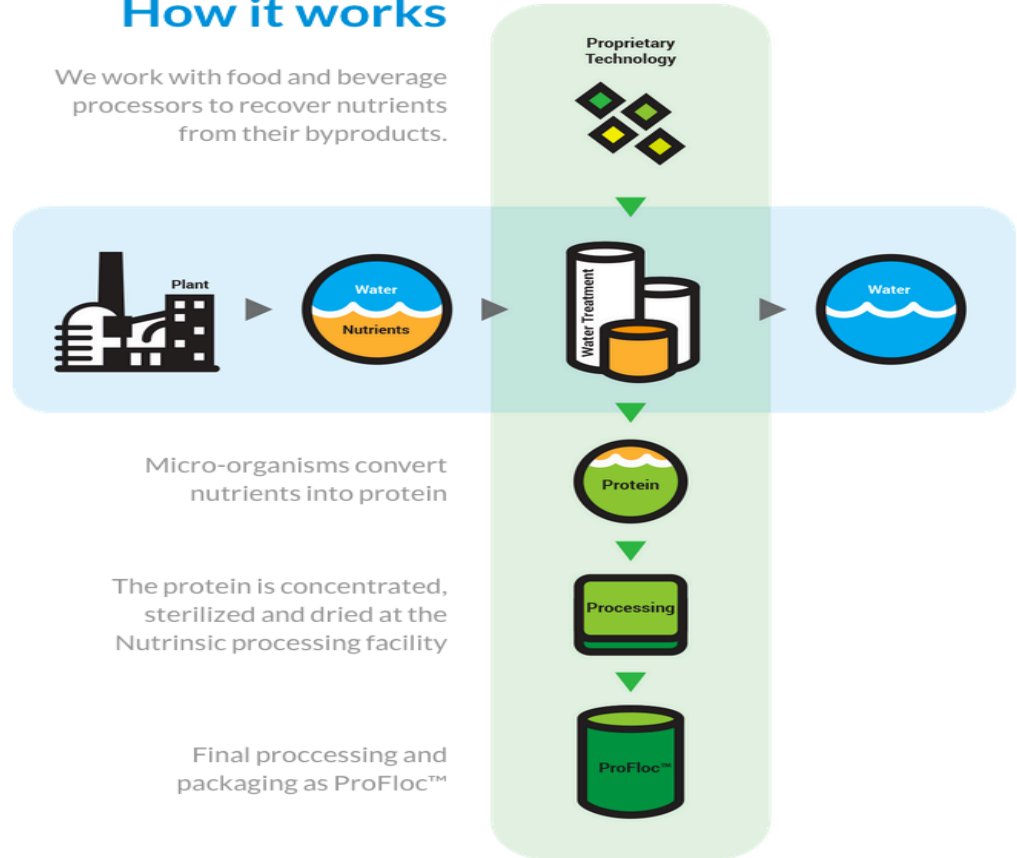 How it works
We work with food and beverage
processors to recover nutrients
from their byproducts.
Proprietary
Technology
Plant
Water
Nutrients
Water Treatment
Water
Micro-organisms convert
nutrients into protein
Protein
The protein is concentrated,
sterilized and dried at the
Nutrinsic processing facility
Processing
Final proccessing and
packaging as ProFloc™
ProFloc™